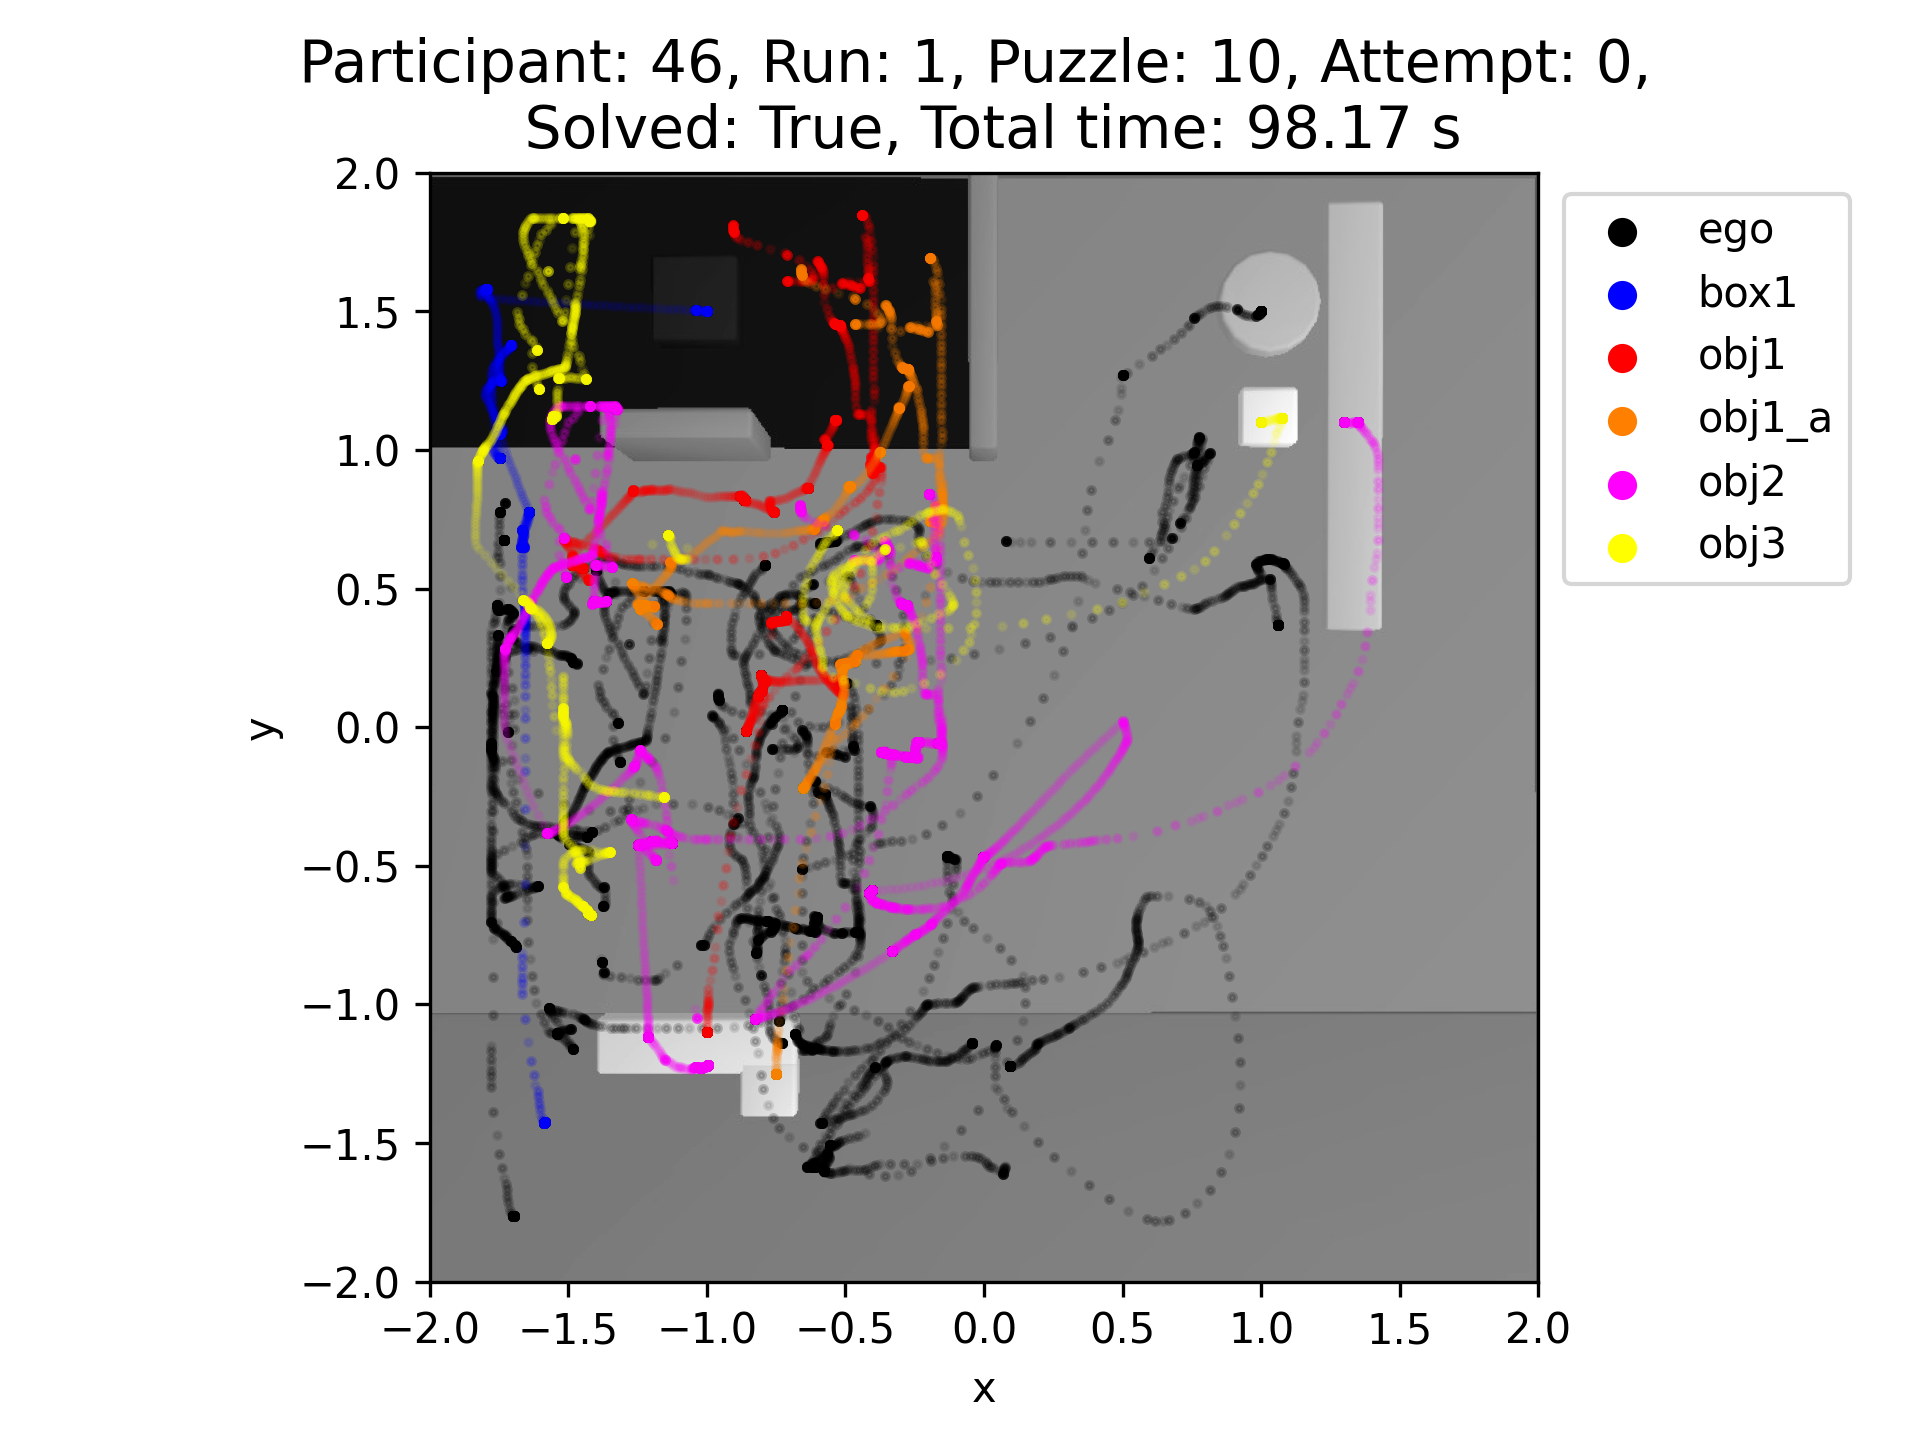 Participant: 46, Run: 1, Puzzle: 10, Attempt: 0,
Solved: True, Total time: 98.17 s
2.0
1.5
1.0
0.5
0.0
−0.5
−1.0
−1.5
−2.0
y
−2.0 −1.5 −1.0 −0.5 0.0 0.5 1.0 1.5 2.0
x
ego
box1
obj1
obj1_a
obj2
obj3